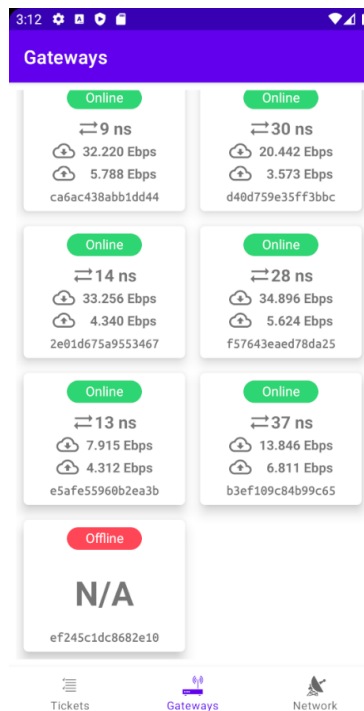 3:12
Gateways
Online Online
9 ns 30 ns
32.220 Ebps 20.442 Ebps
5.788 Ebps 3.573 Ebps
ca6ac438abb1dd44 d40d759e35ff3bbc
Online Online
14 ns 28 ns
33.256 Ebps 34.896 Ebps
4.340 Ebps 5.624 Ebps
2e01d675a9553467 f57643eaed78da25
Online Online
13 ns 37 ns
7.915 Ebps 13.846 Ebps
4.312 Ebps 6.811 Ebps
e5afe55960b2ea3b b3ef109c84b99c65
Offline
N/A
ef245c1dc8682e10
Tickets Gateways Network